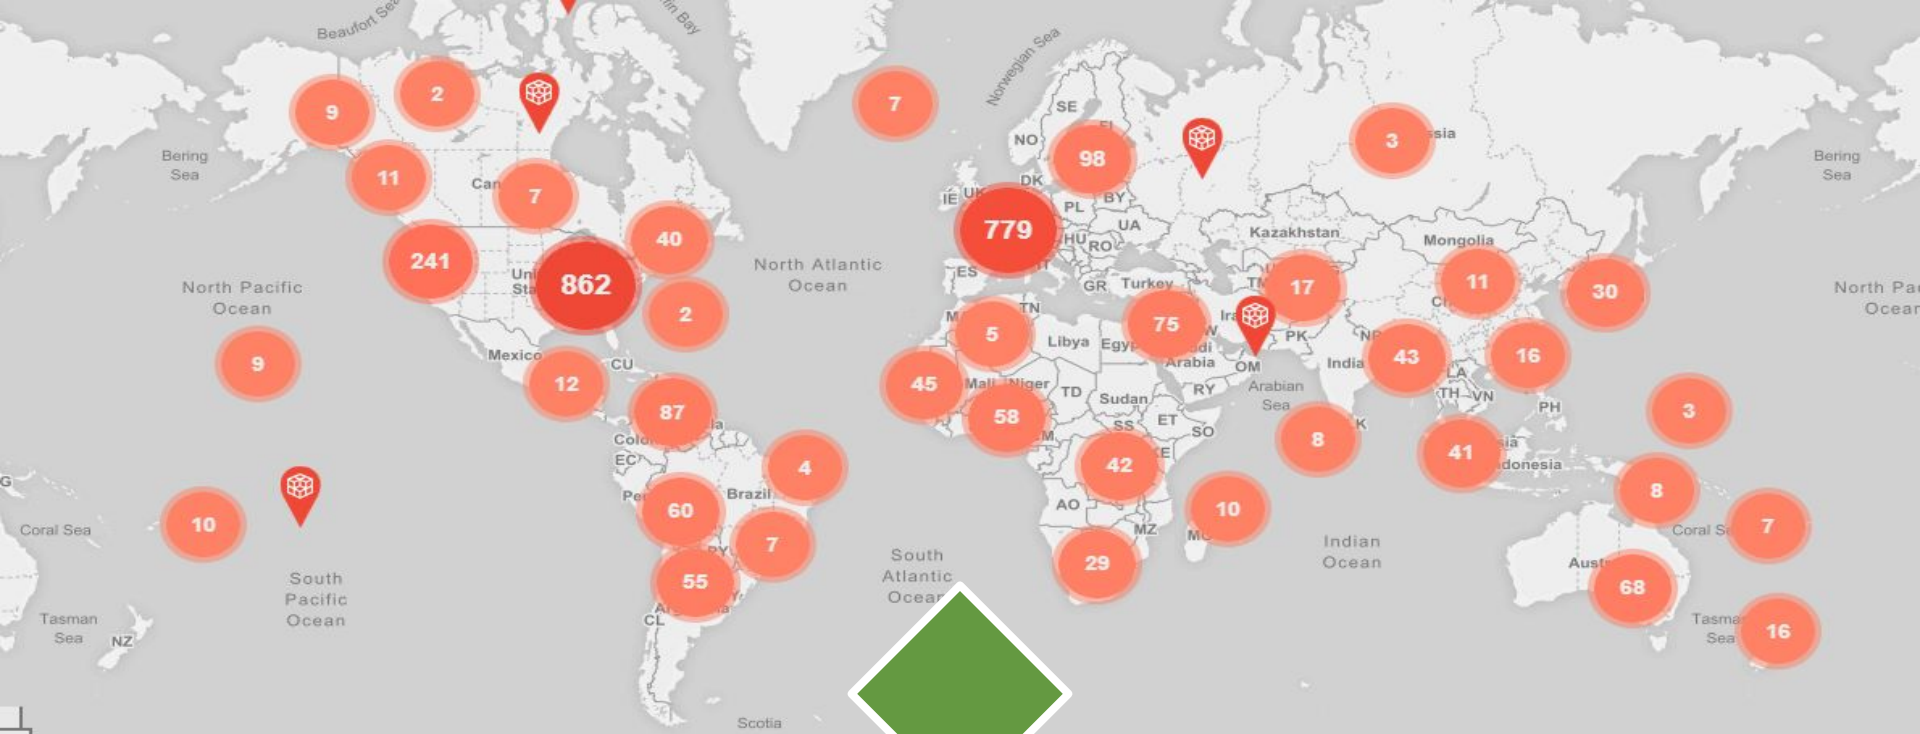 Beaufort Sea
Norwegian Sea
2
9
7
SE
NO
98
3
Bering
Sea
11
7
DK
40
IE
PL
BY
779
HU
RO
UA
Kazakhstan
Mongolia
Bering
Sea
241
862
North Atlantic
Ocean
ES
GR
Turkey
17
11
30
North Pacific
Ocean
2
TN
5
75
PK
Libya
43
16
9
Mexico
CU
12
Arabia
OM
India
LA
45
Mali
Niger
TD
Sudan
RY
Arabian
Sea
TH
VN
PH
3
87
58
ET
SS
SO
8
EC
4
42
41
60
Brazil
AO
10
8
10
Coral Sea
7
MZ
Indian
Ocean
7
South
Atlantic
Ocean
29
55
68
South
Pacific
Ocean
CL
Tasman
Sea
NZ
16
Scotia